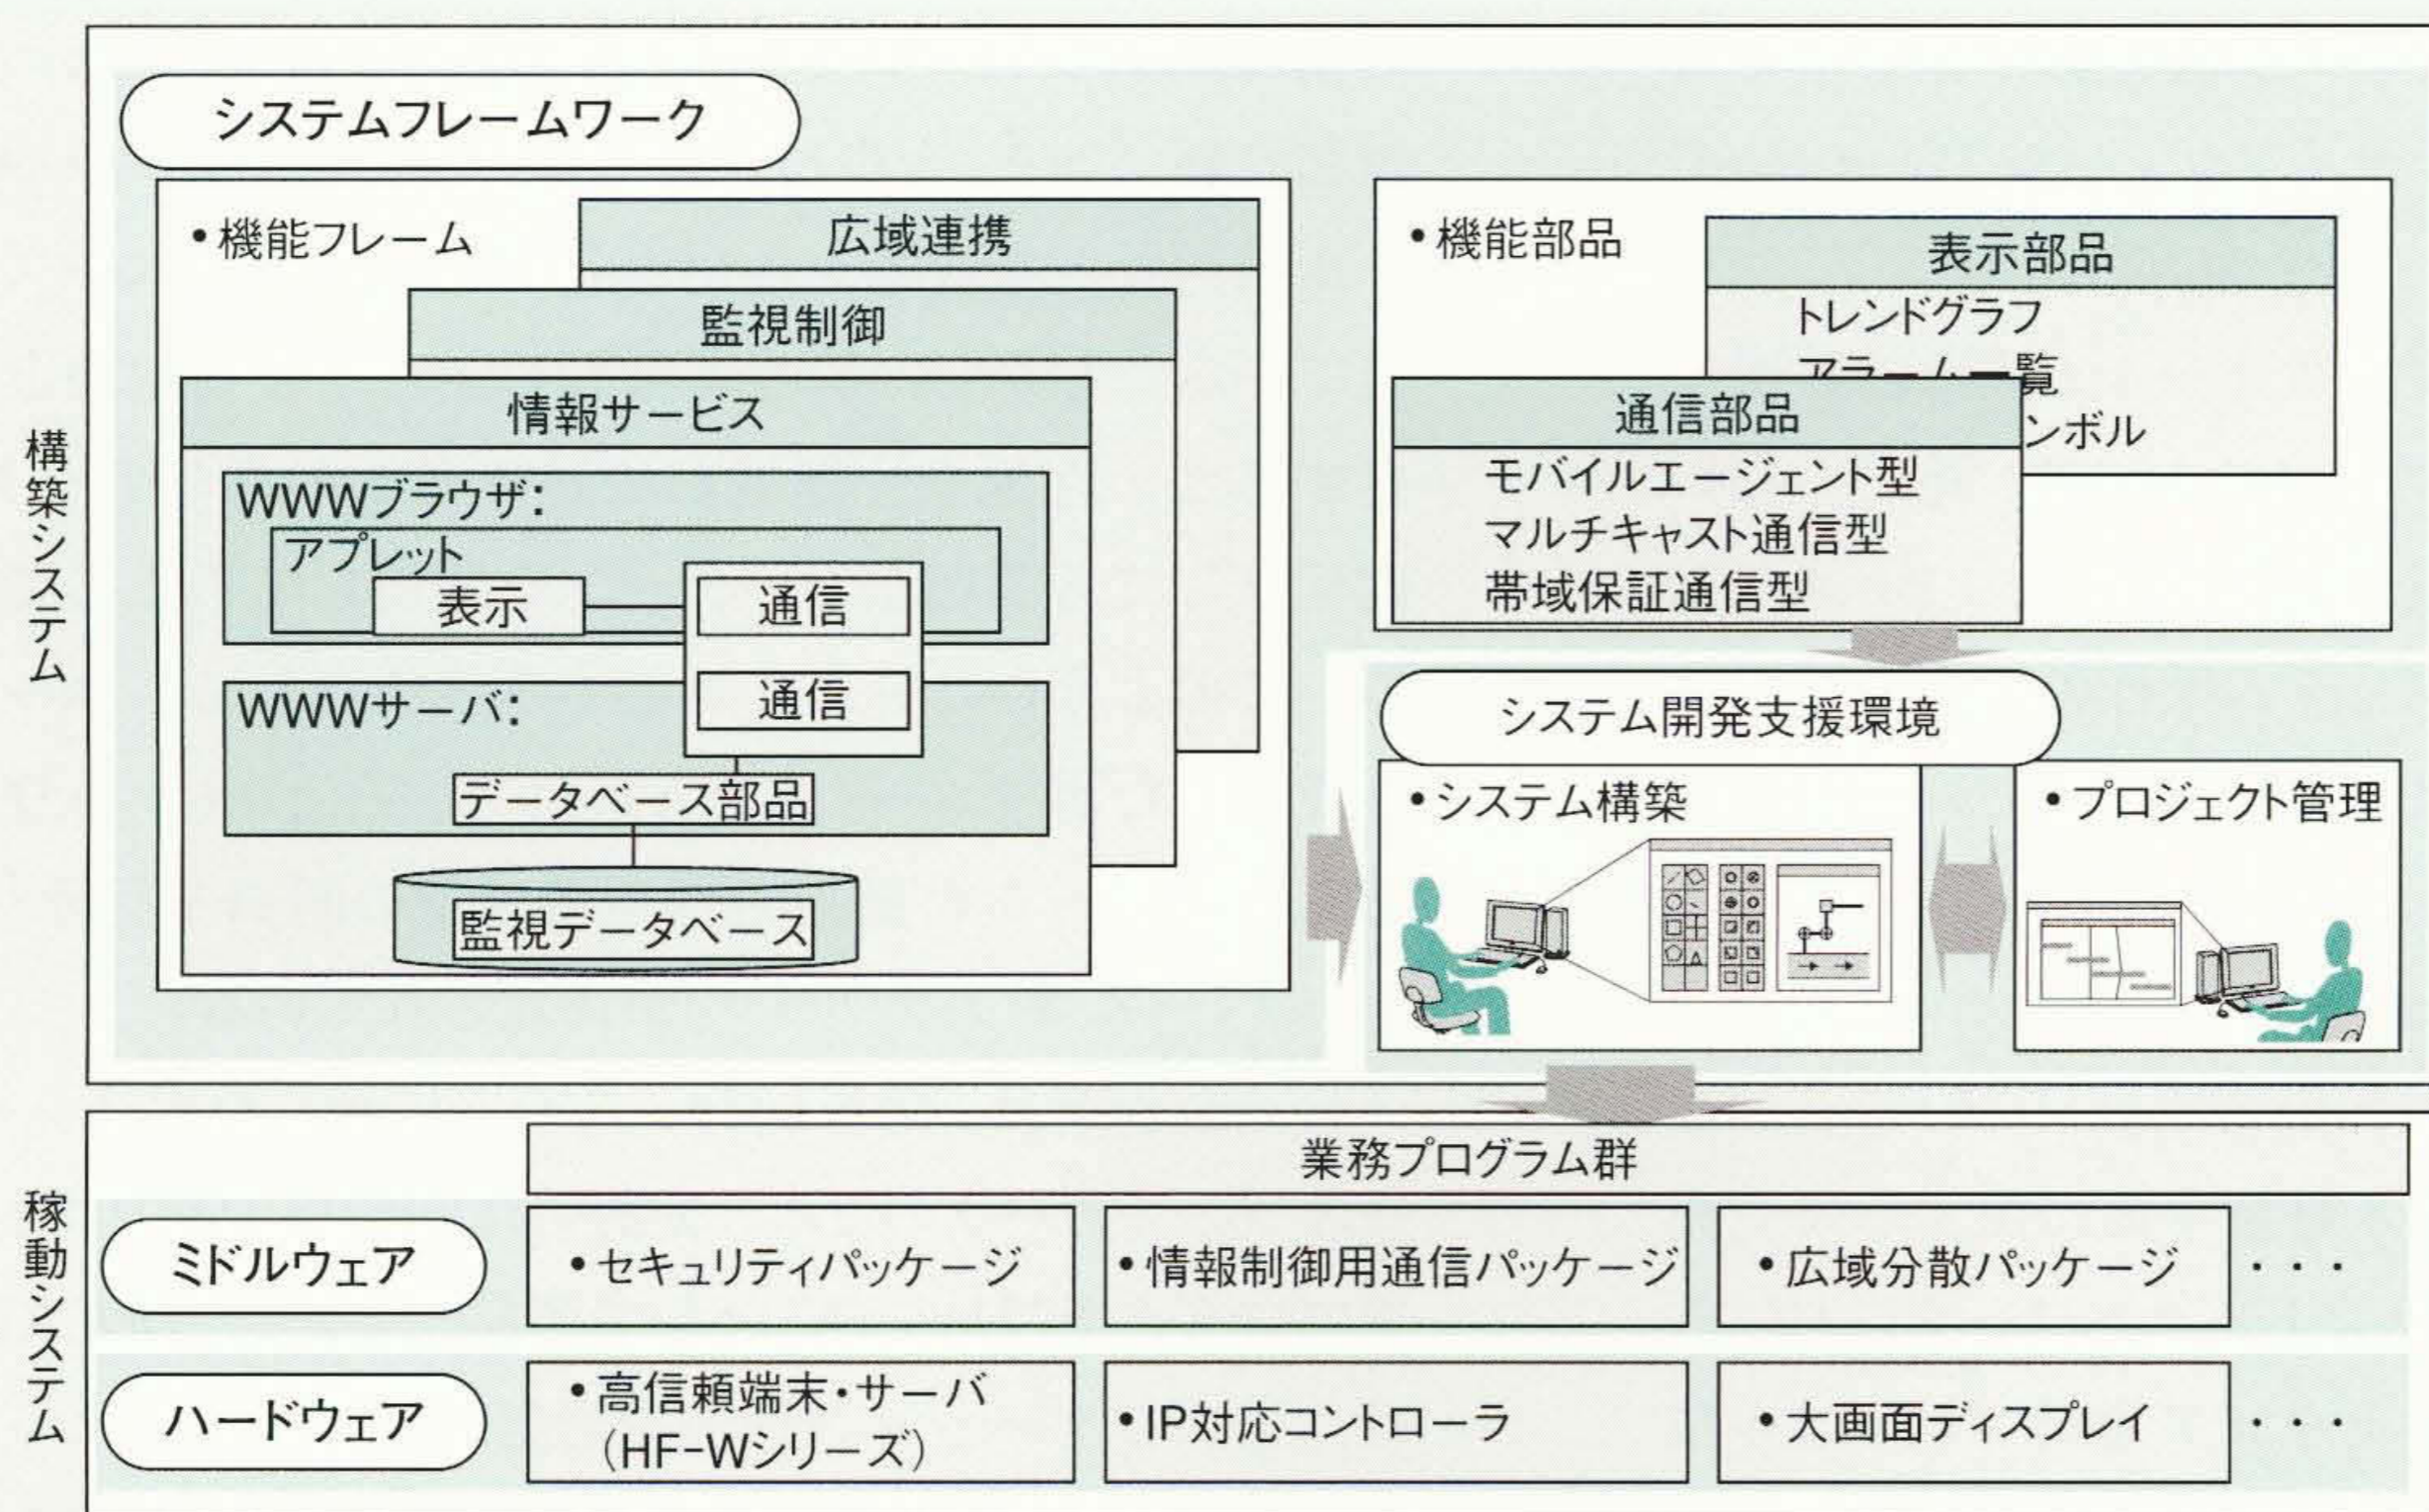 構築システム
システムフレームワーク
•機能フレーム
広域連携
監視制御
情報サービス
WWWブラウザ:
アプレット
表示
通信
WWWサーバ:
通信
データベース部品
監視データベース
•機能部品
表示部品
トレンドグラフ
アラーム一覧
ンボル
通信部品
モバイルエージェント型
マルチキャスト通信型
帯域保証通信型
システム開発支援環境
•システム構築
•プロジェクト管理
稼動システム
業務プログラム群
ミドルウェア
•セキュリティパッケージ
•情報制御用通信パッケージ
•広域分散パッケージ
・・・
ハードウェア
•高信頼端末・サーバ
(HF-Wシリーズ)
•IP対応コントローラ
•大画面ディスプレイ
・・・